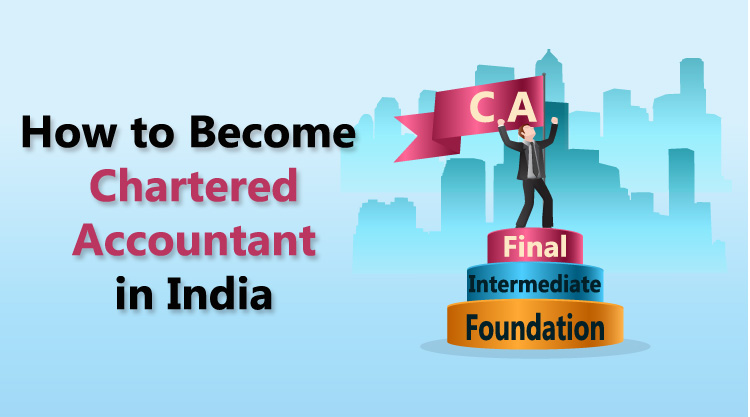 How to Become
Chartered
Accountant
in India
C.A
Final
Intermediate
Foundation